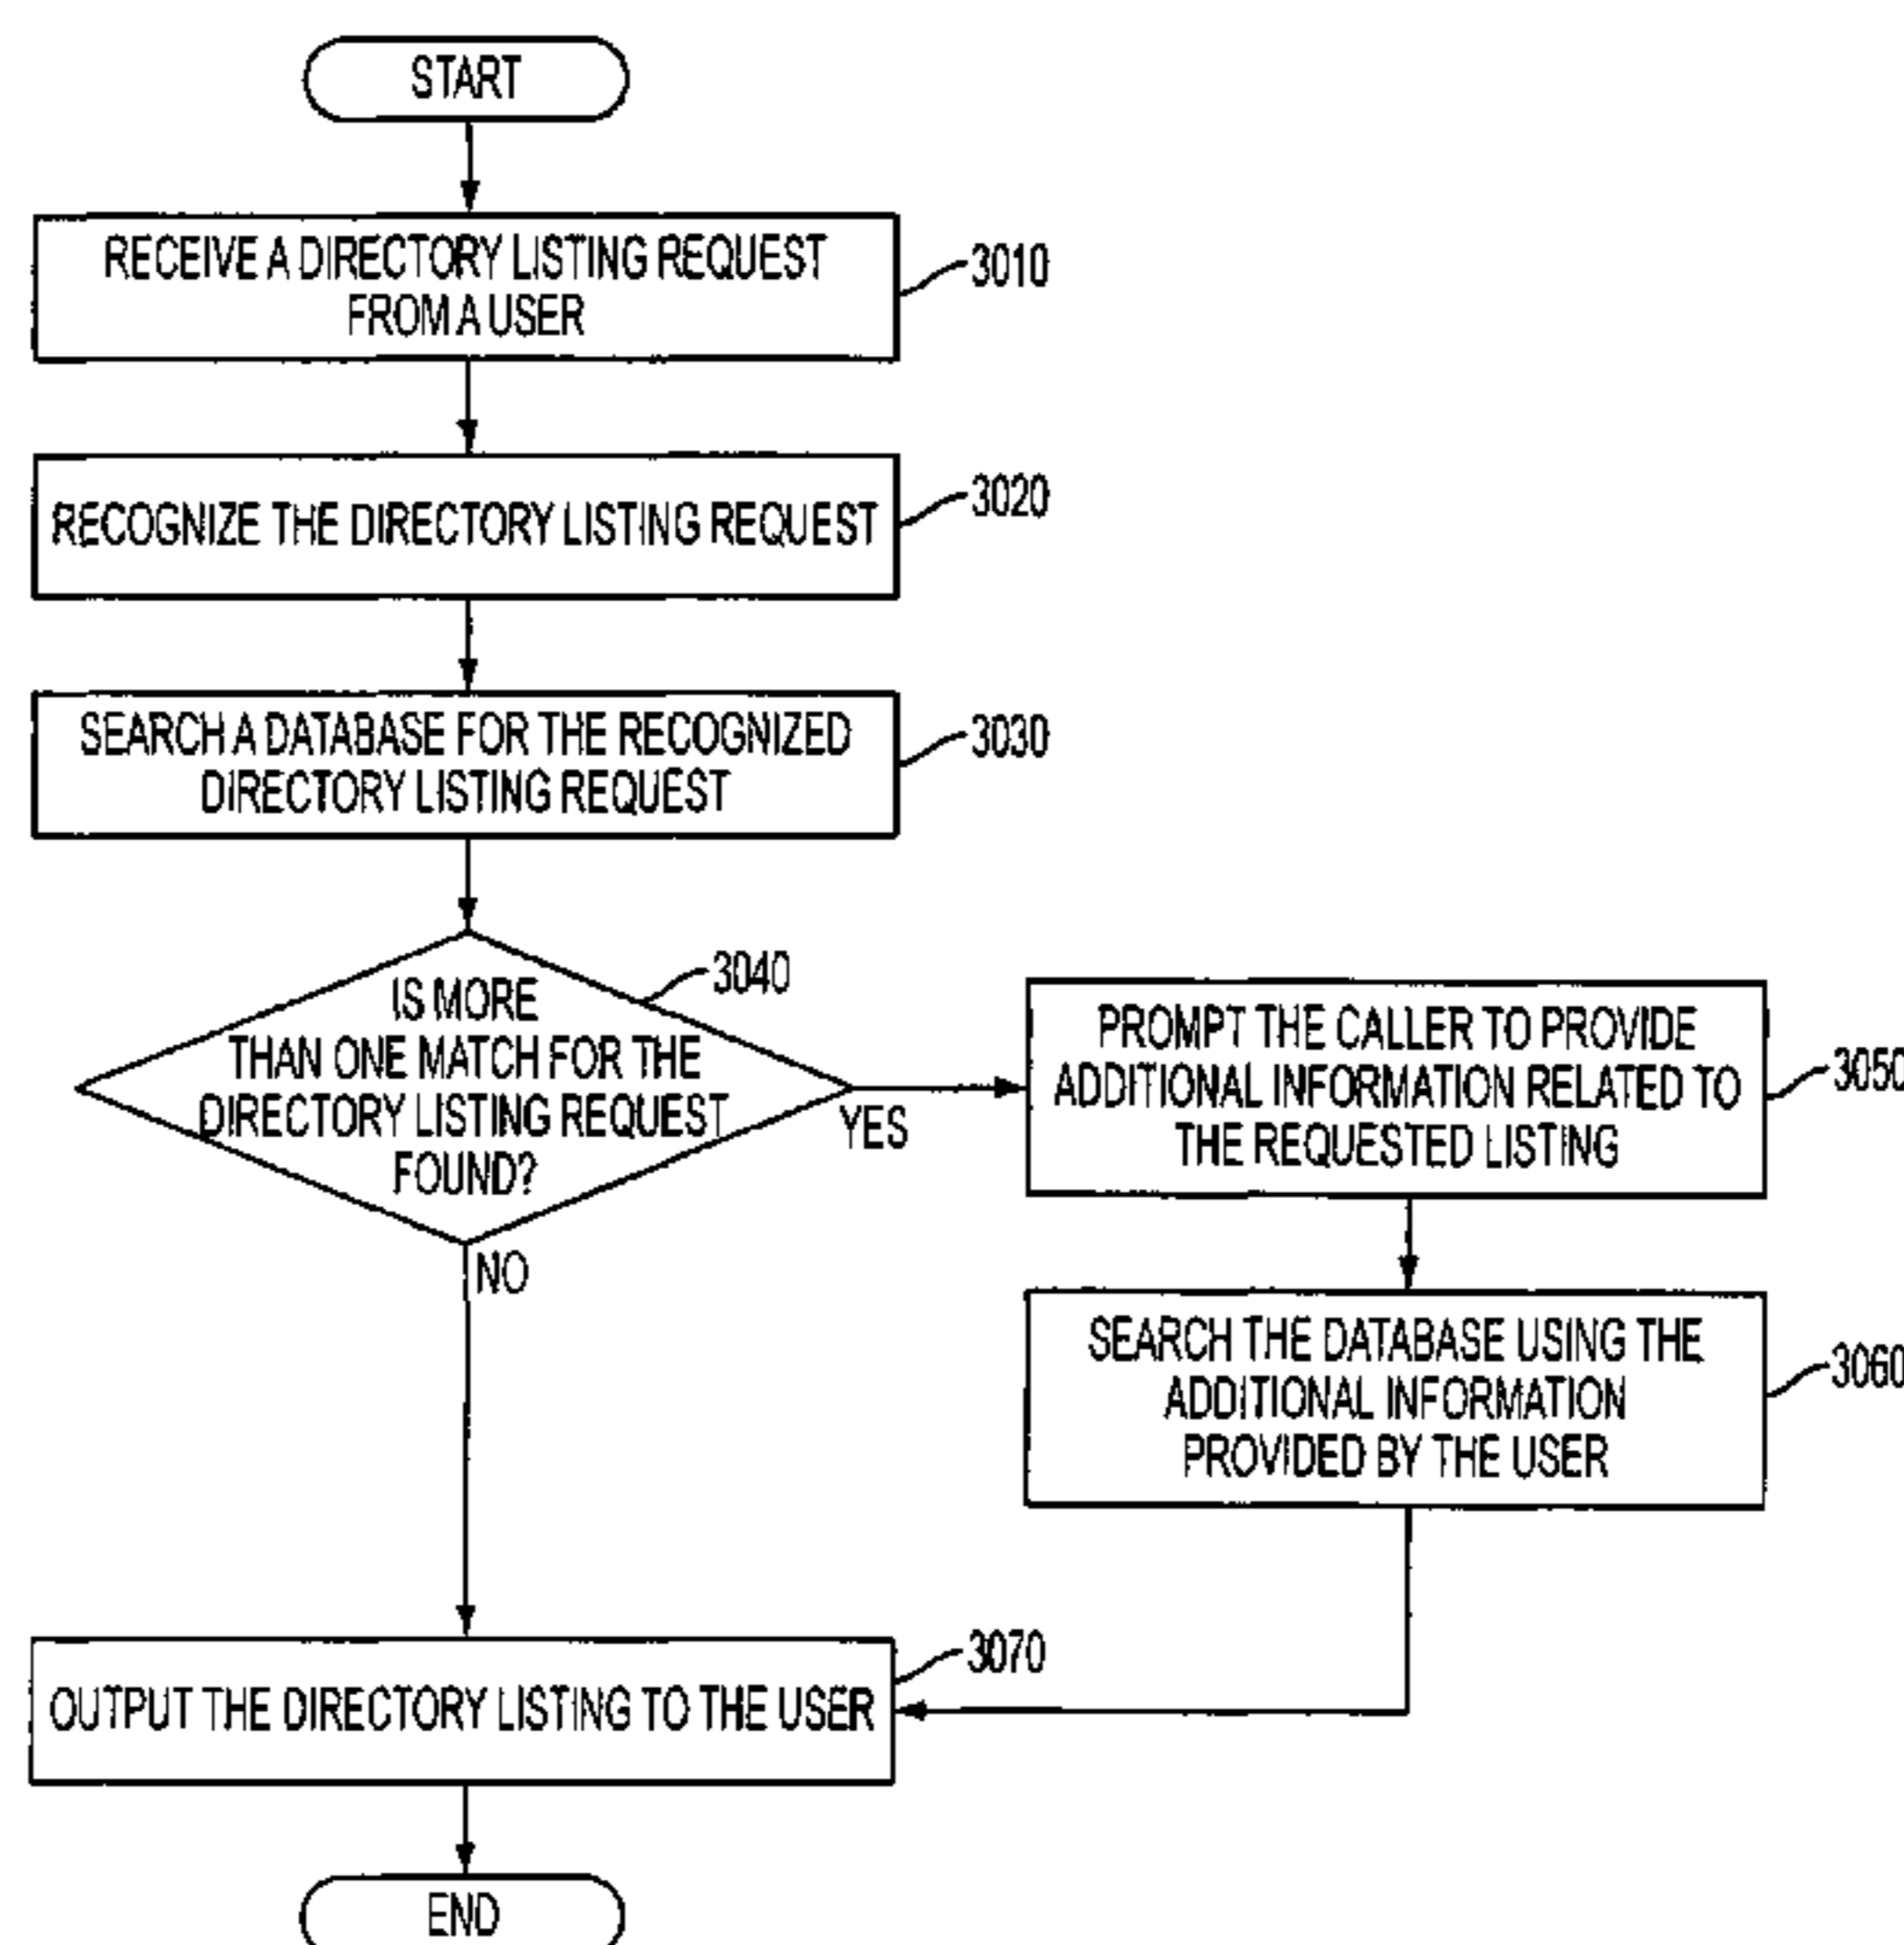 START
RECEIVE A DIRECTORY LISTING REQUEST
FROM A USER
3010
RECOGNIZE THE DIRECTORY LISTING REQUEST
3020
SEARCH A DATABASE FOR THE RECOGNIZED
DIRECTORY LISTING REQUEST
3030
IS MORE
THAN ONE MATCH FOR THE
DIRECTORY LISTING REQUEST
FOUND?
3040
YES
NO
PROMPT THE CALLER TO PROVIDE
ADDITIONAL INFORMATION RELATED TO
THE REQUESTED LISTING
3050
SEARCH THE DATABASE USING THE
ADDITIONAL INFORMATION
PROVIDED BY THE USER
3060
OUTPUT THE DIRECTORY LISTING TO THE USER
3070
END